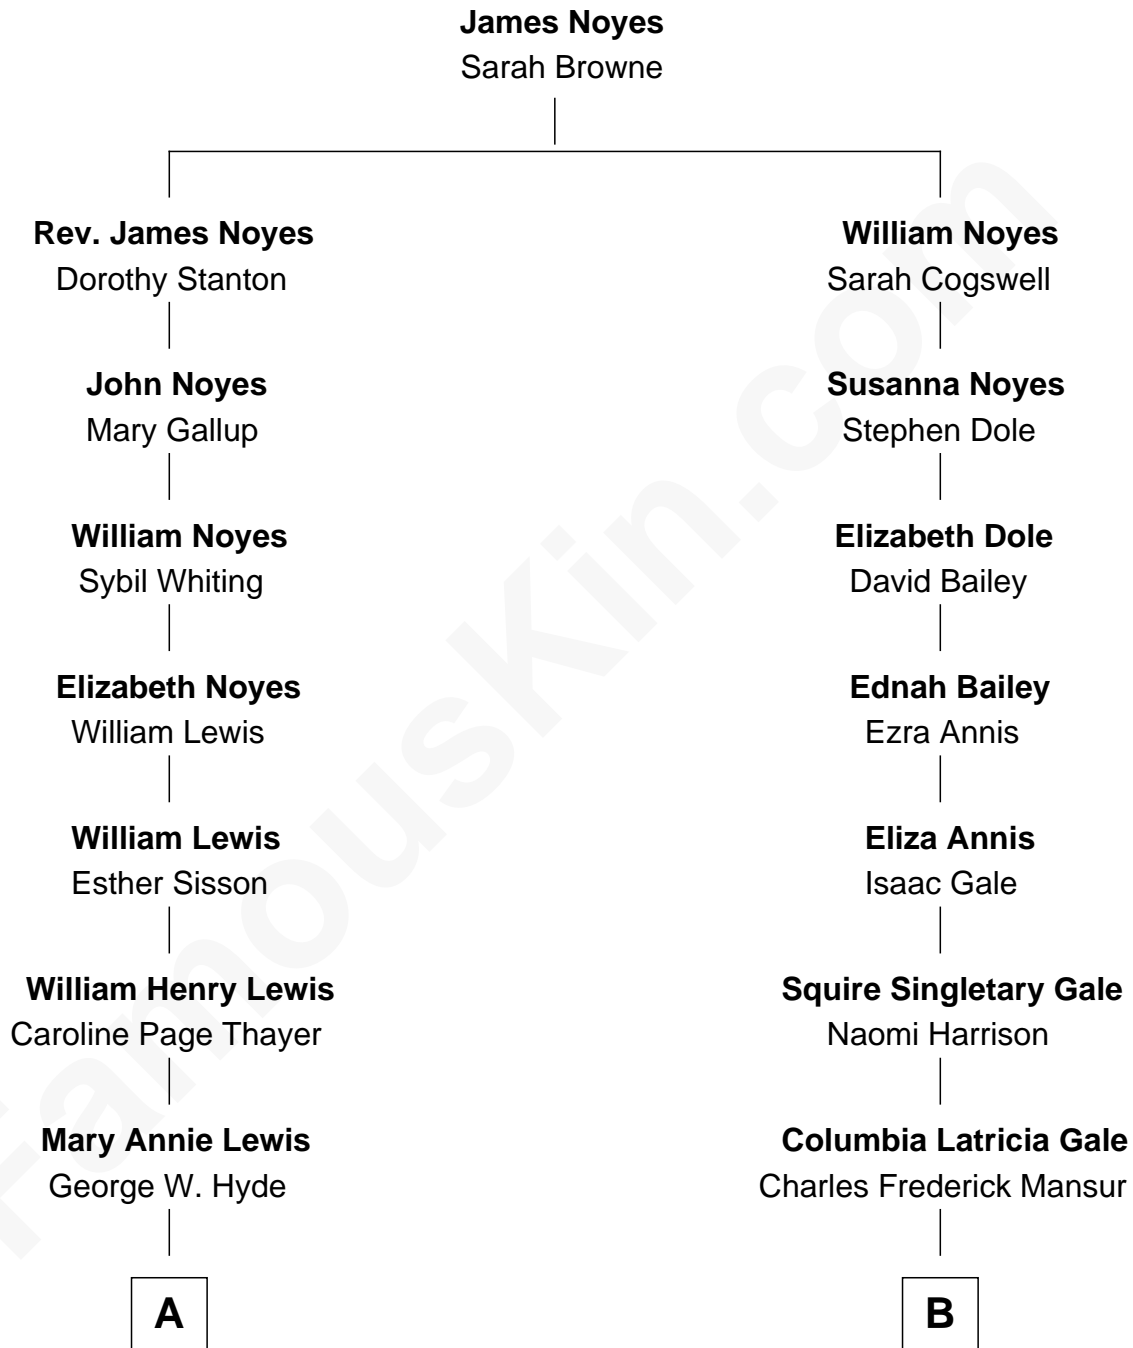 James Noyes
Sarah Browne
Rev. James Noyes
Dorothy Stanton
John Noyes
Mary Gallup
William Noyes
Sybil Whiting
Elizabeth Noyes
William Lewis
William Lewis
Esther Sisson
William Henry Lewis
Caroline Page Thayer
Mary Annie Lewis
George W. Hyde
A
William Noyes
Sarah Cogswell
Susanna Noyes
Stephen Dole
Elizabeth Dole
David Bailey
Ednah Bailey
Ezra Annis
Eliza Annis
Isaac Gale
Squire Singletary Gale
Naomi Harrison
Columbia Latricia Gale
Charles Frederick Mansur
B
FamousKin.com